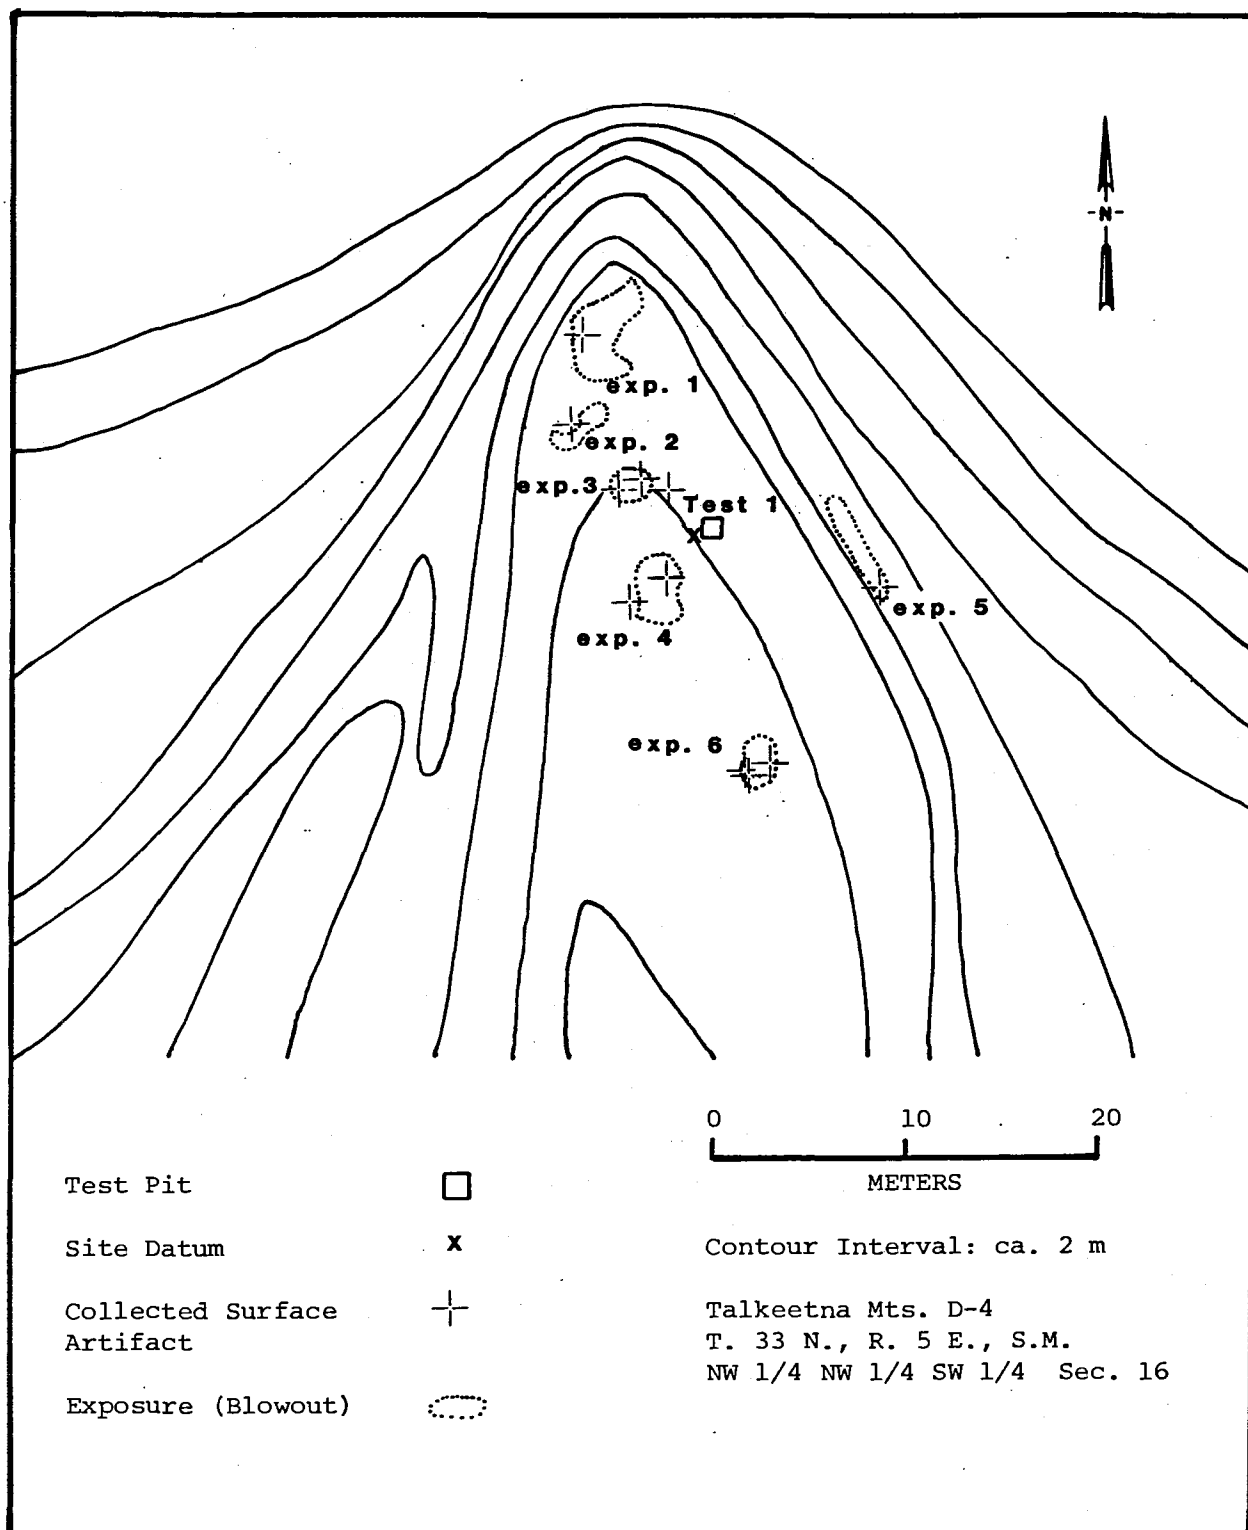 -N-
exp. 1
exp. 2
exp.3
Test 1
x
exp. 5
exp. 4
exp. 6
0 10 20
METERS
Test Pit
Site Datum x
Contour Interval: ca. 2 m
Collected Surface
Artifact
Talkeetna Mts. D-4
T. 33 N., R. 5 E., S.M.
NW 1/4 NW 1/4 SW 1/4 Sec. 16
Exposure (Blowout)